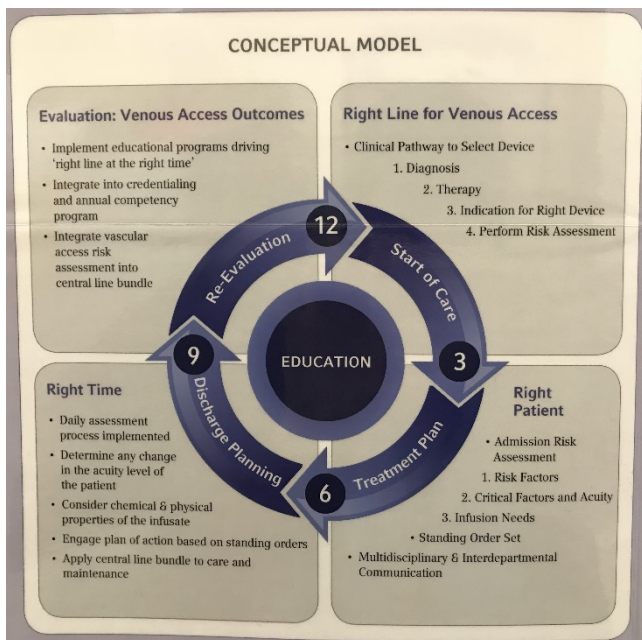 CONCEPTUAL MODEL
Evaluation: Venous Access Outcomes
• Implement educational programs driving
'right line at the right time'
• Integrate into credentialing
and annual competency
program
• Integrate vascular
access risk
assessment into
central line bundle
Right Line for Venous Access
• Clinical Pathway to Select Device
1. Diagnosis
2. Therapy
3. Indication for Right Device
4. Perform Risk Assessment
12
Re-Evaluation
Start of Care
9
EDUCATION
3
Discharge Planning
Treatment Plan
6
Right Time
• Daily assessment
process implemented
• Determine any change
in the acuity level of
the patient
• Consider chemical & physical
properties of the infusate
• Engage plan of action based on standing orders
• Apply central line bundle to care and
maintenance
Right
Patient
• Admission Risk
Assessment
1. Risk Factors
2. Critical Factors and Acuity
3. Infusion Needs
• Standing Order Set
• Multidisciplinary & Interdepartmental
Communication